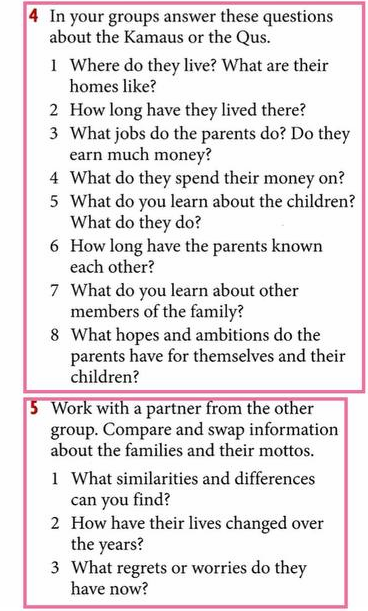 4 In your groups answer these questions
about the Kamaus or the Qus.
1 Where do they live? What are their
homes like?
2 How long have they lived there?
3 What jobs do the parents do? Do they
earn much money?
4 What do they spend their money on?
5 What do you learn about the children?
What do they do?
6 How long have the parents known
each other?
7 What do you learn about other
members of the family?
8 What hopes and ambitions do the
parents have for themselves and their
children?
5 Work with a partner from the other
group. Compare and swap information
about the families and their mottos.
1 What similarities and differences
can you find?
2 How have their lives changed over
the years?
3 What regrets or worries do they
have now?